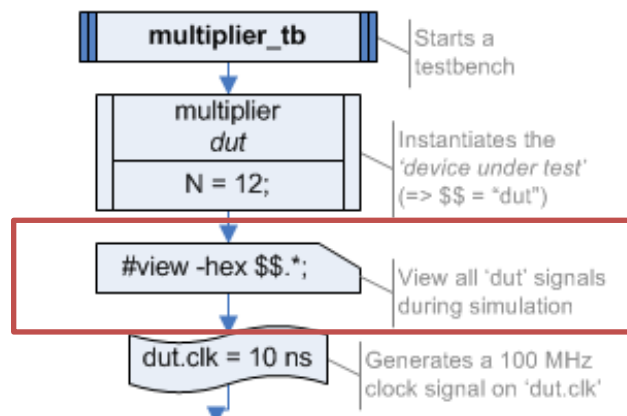 multiplier_tb
Starts a
testbench
multiplier
dut
N = 12;
Instantiates the
'device under test'
(=> $$ = "dut")
#view -hex $$.*;
View all 'dut' signals
during simulation
dut.clk = 10 ns
Generates a 100 MHz
clock signal on 'dut.clk'